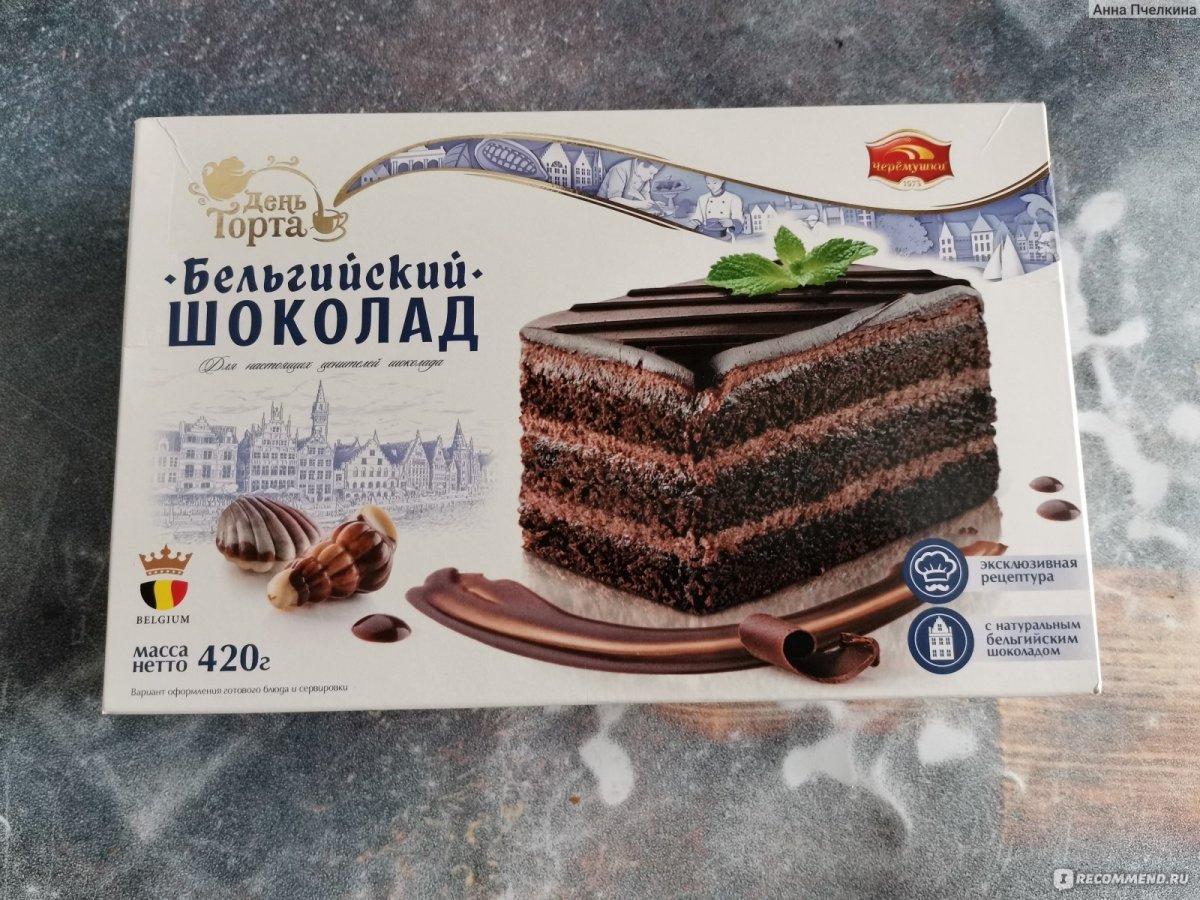 Анна Пчелкина
День
Торта
Черёмушки
1973
·Бельгийский·
ШОКОЛАД
Для настоящих ценителей шоколада
BELGIUM
масса
нетто 420г
Вариант оформления готового блюда и сервировки
эксклюзивная
рецептура
с натуральным
бельгийским
шоколадом
IRECOMMEND.RU